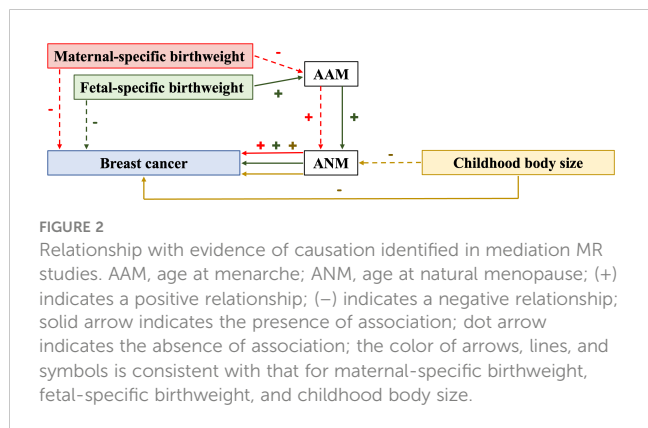 Maternal-specific birthweight
-
AAM
Fetal-specific birthweight
+
-
-
+
+
+ + +
-
Breast cancer
ANM
Childhood body size
-
FIGURE 2
Relationship with evidence of causation identified in mediation MR
studies. AAM, age at menarche; ANM, age at natural menopause; (+)
indicates a positive relationship; (–) indicates a negative relationship;
solid arrow indicates the presence of association; dot arrow
indicates the absence of association; the color of arrows, lines, and
symbols is consistent with that for maternal-specific birthweight,
fetal-specific birthweight, and childhood body size.